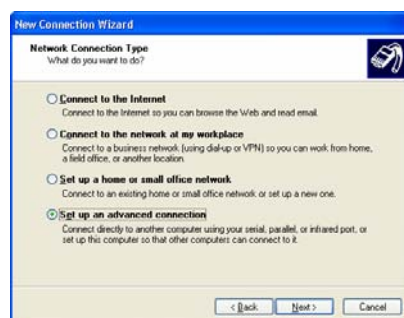 New Connection Wizard
Network Connection Type
What do you want to do?
Connect to the Internet
Connect to the Internet so you can browse the Web and read email.
Connect to the network at my workplace
Connect to a business network (using dial-up or VPN) so you can work from home,
a field office, or another location.
Set up a home or small office network
Connect to an existing home or small office network or set up a new one.
Set up an advanced connection
Connect directly to another computer using your serial, parallel, or infrared port, or
set up this computer so that other computers can connect to it.
< Back
Next >
Cancel